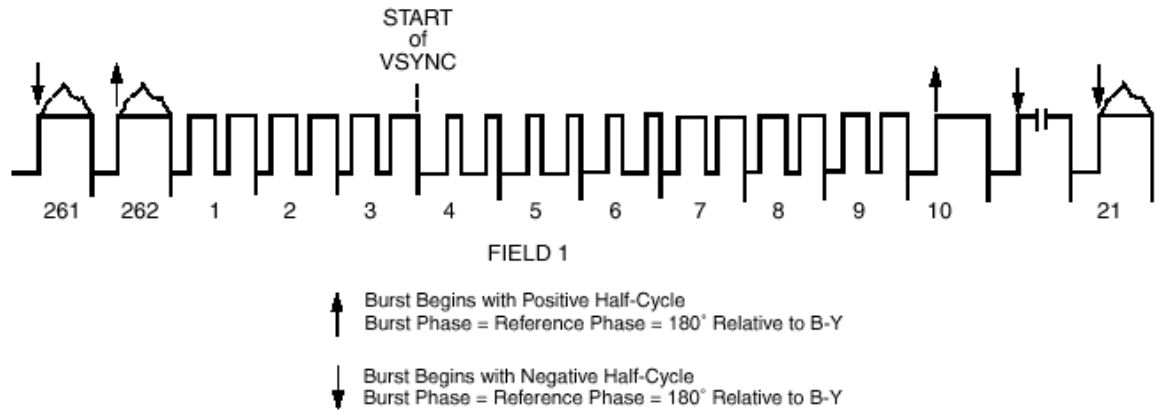 START
of
VSYNC
261 262 1 2 3 4 5 6 7 8 9 10 21
FIELD 1
Burst Begins with Positive Half-Cycle
Burst Phase = Reference Phase = 180° Relative to B-Y
Burst Begins with Negative Half-Cycle
Burst Phase = Reference Phase = 180° Relative to B-Y